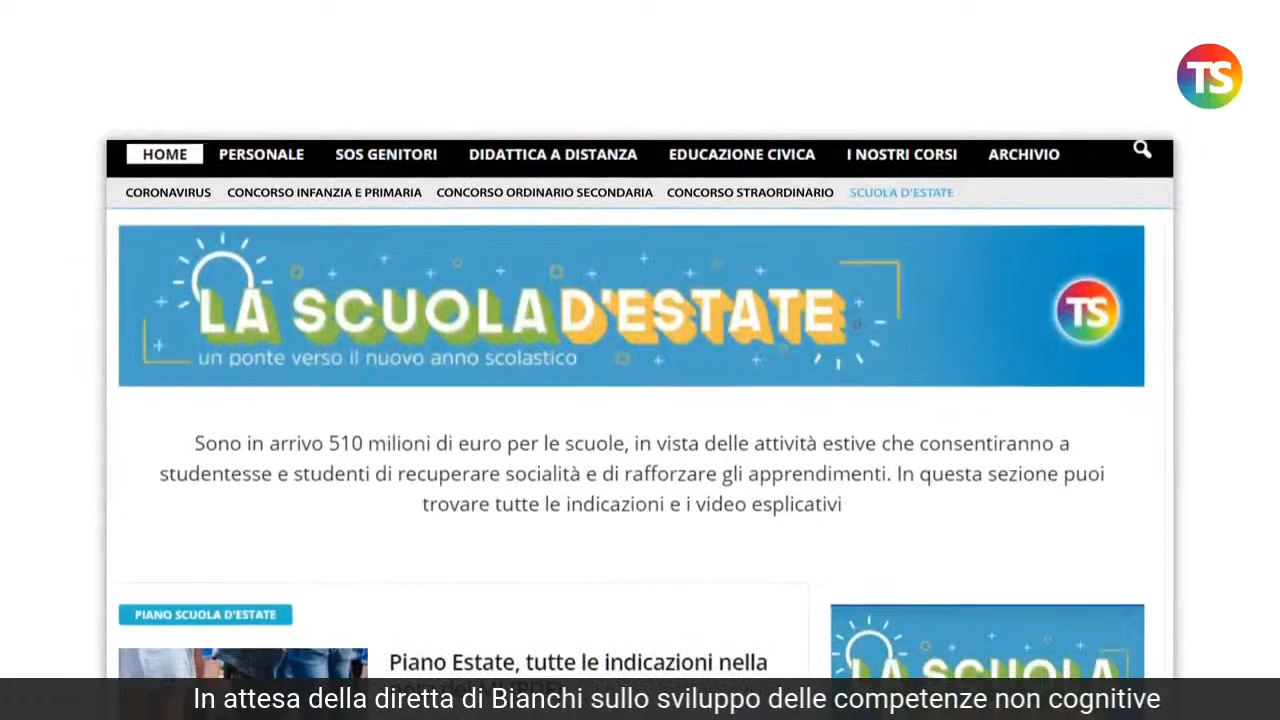 TS
HOME PERSONALE SOS GENITORI DIDATTICA A DISTANZA EDUCAZIONE CIVICA I NOSTRI CORSI ARCHIVIO
CORONAVIRUS CONCORSO INFANZIA E PRIMARIA CONCORSO ORDINARIO SECONDARIA CONCORSO STRAORDINARIO SCUOLA D'ESTATE
LA SCUOLA D'ESTATE
un ponte verso il nuovo anno scolastico
TS
Sono in arrivo 510 milioni di euro per le scuole, in vista delle attività estive che consentiranno a
studentesse e studenti di recuperare socialità e di rafforzare gli apprendimenti. In questa sezione puoi
trovare tutte le indicazioni e i video esplicativi
PIANO SCUOLA D'ESTATE
Piano Estate, tutte le indicazioni nella
LA SCUOLA
In attesa della diretta di Bianchi sullo sviluppo delle competenze non cognitive